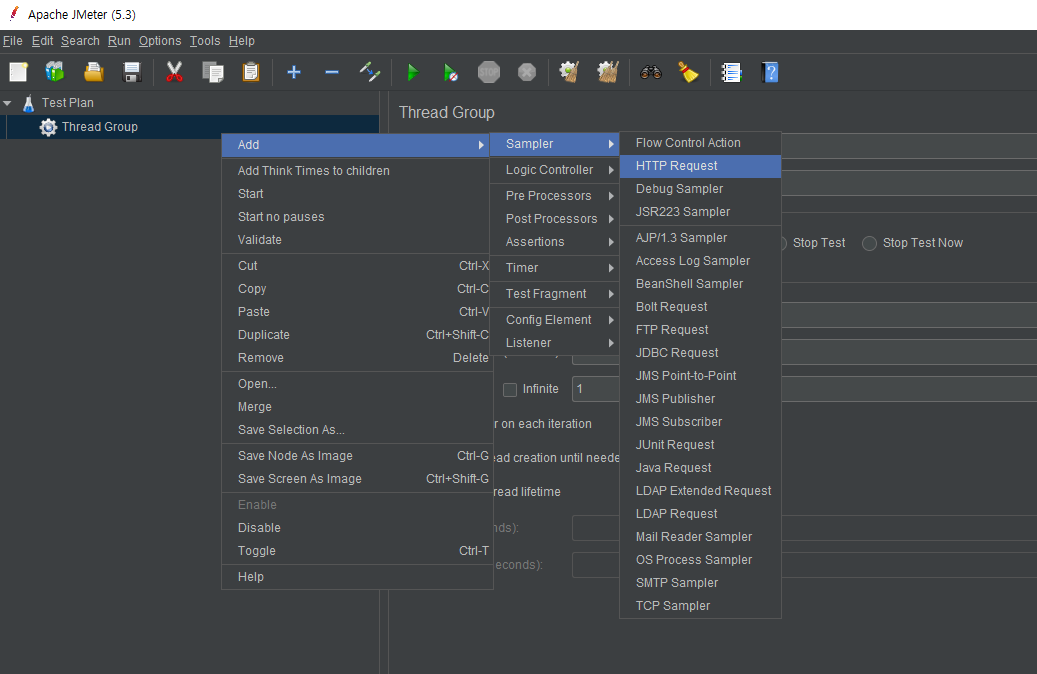 Apache JMeter (5.3)
File Edit Search Run Options Tools Help
STOP
Test Plan
Thread Group
Thread Group
Add
Add Think Times to children
Start
Start no pauses
Validate
Cut Ctrl-X
Copy Ctrl-C
Paste Ctrl-V
Duplicate Ctrl+Shift-C
Remove Delete
Open...
Merge
Save Selection As...
Save Node As Image Ctrl-G
Save Screen As Image Ctrl+Shift-G
Enable
Disable
Toggle Ctrl-T
Help
Sampler
Logic Controller
Pre Processors
Post Processors
Assertions
Timer
Test Fragment
Config Element
Listener
Flow Control Action
HTTP Request
Debug Sampler
JSR223 Sampler
AJP/1.3 Sampler
Access Log Sampler
BeanShell Sampler
Bolt Request
FTP Request
JDBC Request
JMS Point-to-Point
JMS Publisher
JMS Subscriber
JUnit Request
Java Request
LDAP Extended Request
LDAP Request
Mail Reader Sampler
OS Process Sampler
SMTP Sampler
TCP Sampler
Stop Test Stop Test Now
Infinite 1
r on each iteration
ead creation until neede
read lifetime
nds):
econds):